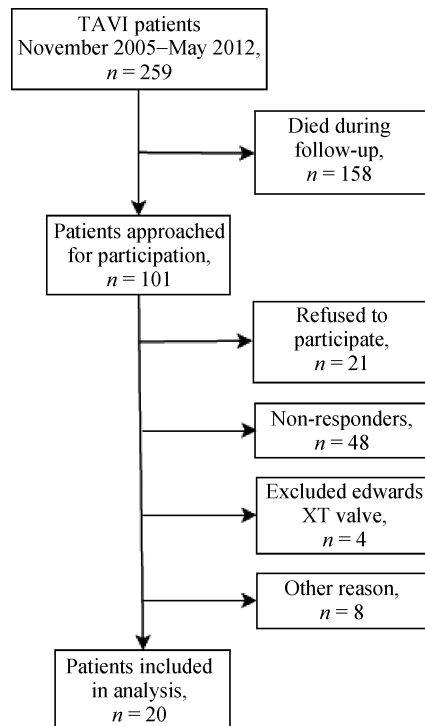 TAVI patients
November 2005–May 2012,
n = 259
Died during
follow-up,
n = 158
Patients approached
for participation,
n = 101
Refused to
participate,
n = 21
Non-responders,
n = 48
Excluded edwards
XT valve,
n = 4
Other reason,
n = 8
Patients included
in analysis,
n = 20